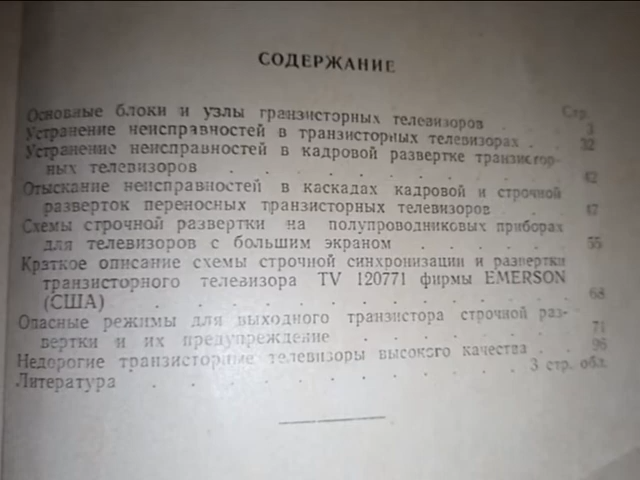 СОДЕРЖАНИЕ
Стр.
Основные блоки и узлы транзисторных телевизоров . . 3
Устранение неисправностей в транзисторных телевизорах . . 32
Устранение неисправностей в кадровой развертке транзистор-
ных телевизоров . . . . . . . . . 42
Отыскание неисправностей в каскадах кадровой и строчной
разверток переносных транзисторных телевизоров . . . 47
Схемы строчной развертки на полупроводниковых приборах
для телевизоров с большим экраном . . . . . 55
Краткое описание схемы строчной синхронизации и развертки
транзисторного телевизора TV 120771 фирмы EMERSON
(США) . . . . . . . . . . . 68
Опасные режимы для выходного транзистора строчной раз-
вертки и их предупреждение . . . . . . 71
Недорогие транзисторные телевизоры высокого качества . . 96
Литература . . . . . . . . . 3 стр. обл.